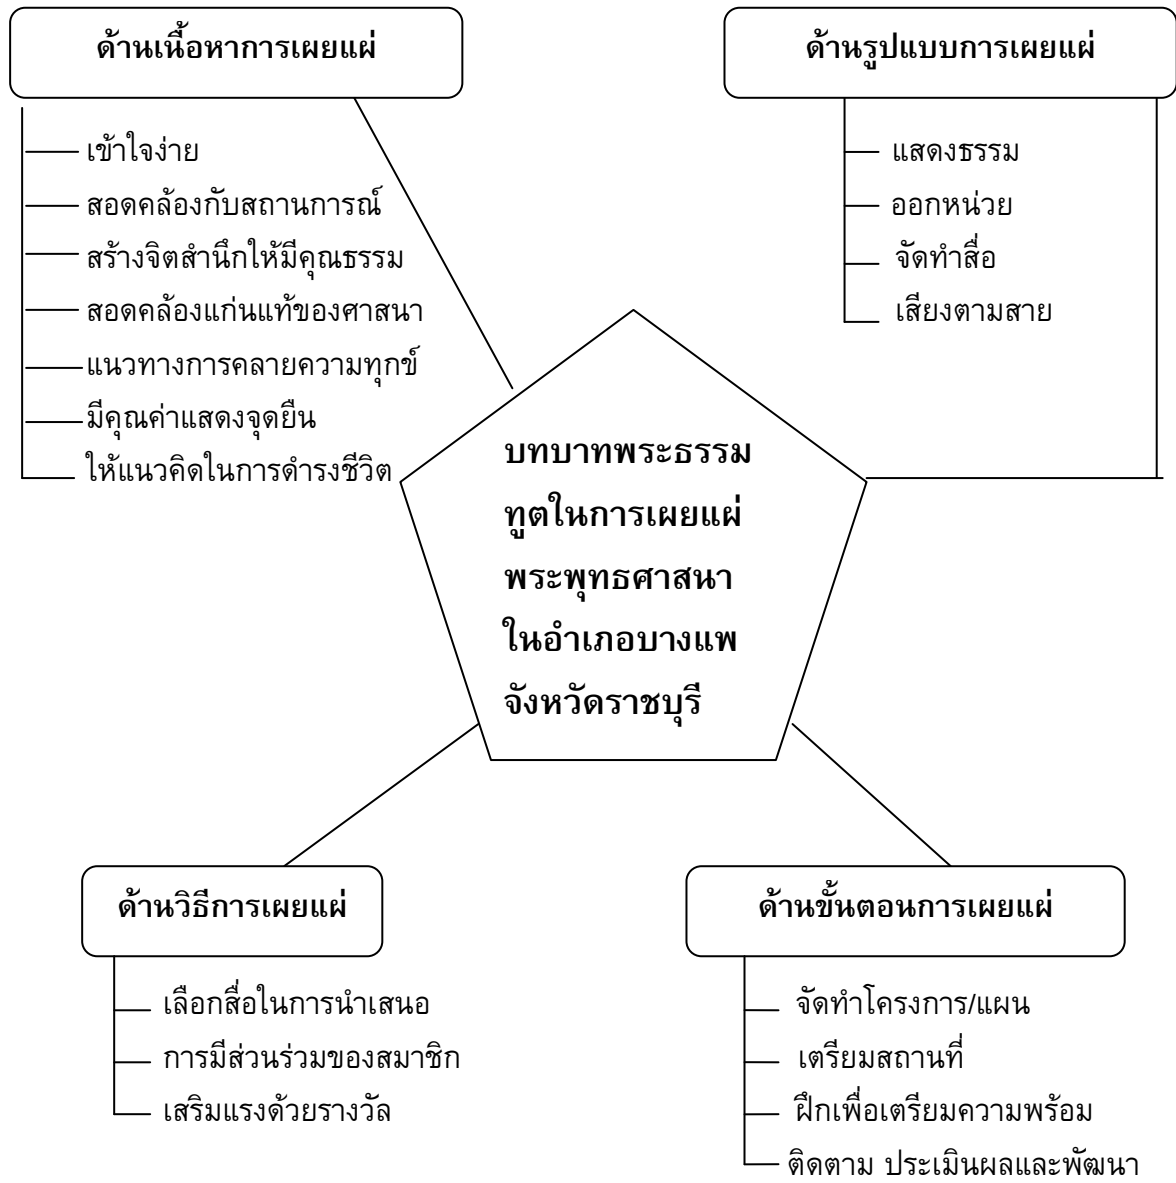 ด้านเนื้อหาการเผยแผ่
เข้าใจง่าย
สอดคล้องกับสถานการณ์
สร้างจิตสำนึกให้มีคุณธรรม
สอดคล้องแก่นแท้ของศาสนา
แนวทางการคลายความทุกข์
มีคุณค่าแสดงจุดยืน
ให้แนวคิดในการดำรงชีวิต
ด้านรูปแบบการเผยแผ่
แสดงธรรม
ออกหน่วย
จัดทำสื่อ
เสียงตามสาย
บทบาทพระธรรม
ทูตในการเผยแผ่
พระพุทธศาสนา
ในอำเภอบางแพ
จังหวัดราชบุรี
ด้านวิธีการเผยแผ่
เลือกสื่อในการนำเสนอ
การมีส่วนร่วมของสมาชิก
เสริมแรงด้วยรางวัล
ด้านขั้นตอนการเผยแผ่
จัดทำโครงการ/แผน
เตรียมสถานที่
ฝึกเพื่อเตรียมความพร้อม
ติดตาม ประเมินผลและพัฒนา